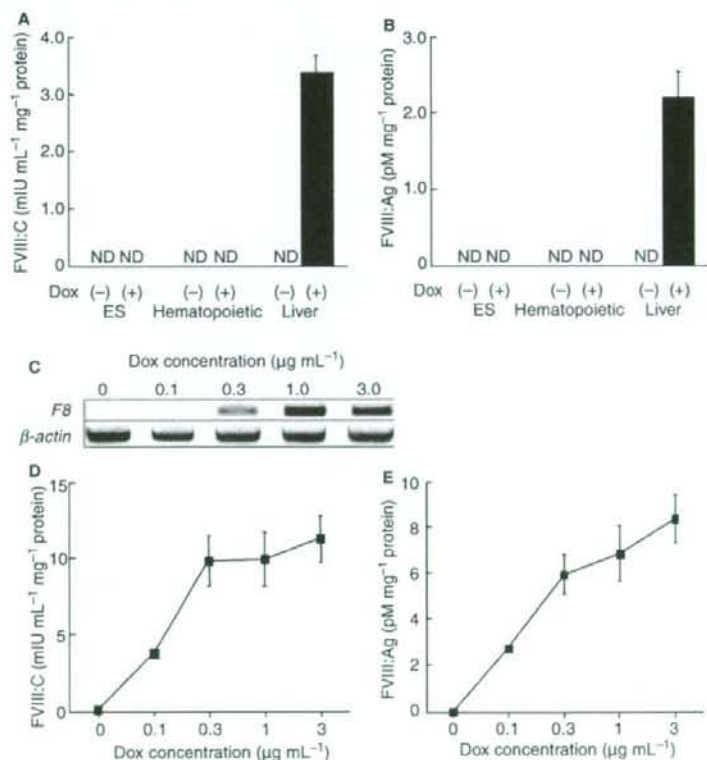 A
FVIII:C (mIU mL⁻¹ mg⁻¹ protein)
4.0
3.0
2.0
1.0
0
ND ND ND ND ND
Dox (−) (+) (−) (+) (−) (+)
ES Hematopoietic Liver
B
FVIII:Ag (pM mg⁻¹ protein)
3.0
2.0
1.0
0
ND ND ND ND ND
Dox (−) (+) (−) (+) (−) (+)
ES Hematopoietic Liver
C
Dox concentration (µg mL⁻¹)
0 0.1 0.3 1.0 3.0
F8
β-actin
D
FVIII:C (mIU mL⁻¹ mg⁻¹ protein)
15
10
5
0
0 0.1 0.3 1 3
Dox concentration (µg mL⁻¹)
E
FVIII:Ag (pM mg⁻¹ protein)
10
8
6
4
2
0
0 0.1 0.3 1 3
Dox concentration (µg mL⁻¹)